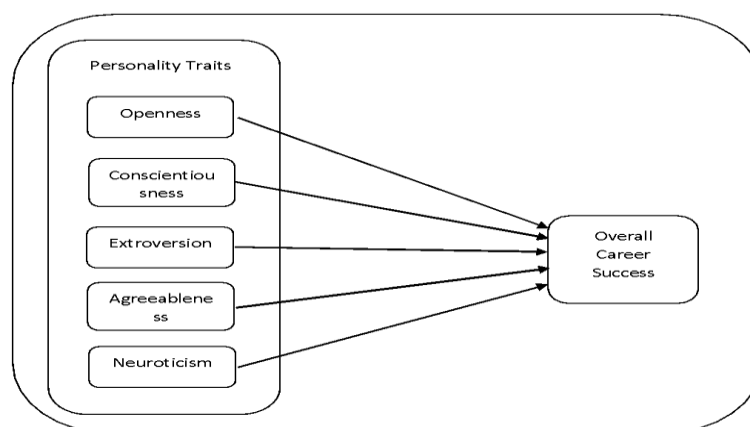 Personality Traits
Openness
Conscientiou
sness
Extroversion
Agreeablene
ss
Neuroticism
Overall
Career
Success